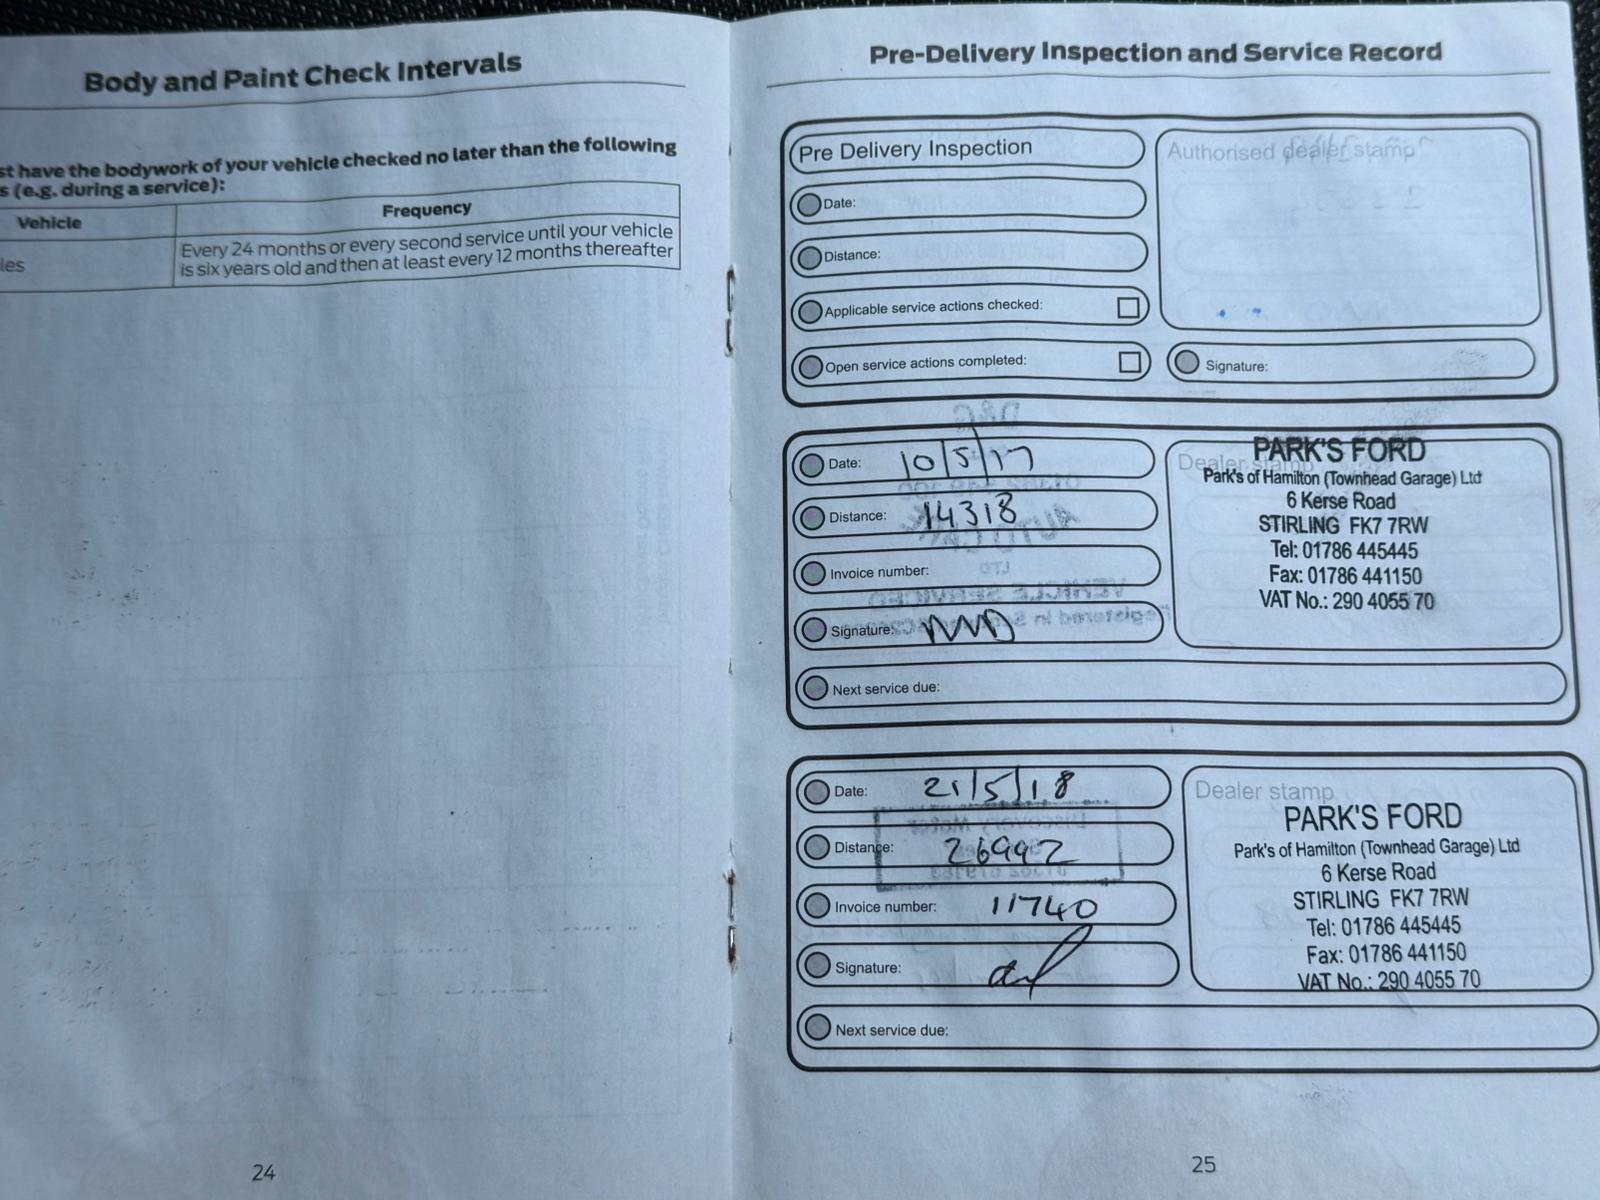 Body and Paint Check Intervals
st have the bodywork of your vehicle checked no later than the following
s (e.g. during a service):
Vehicle
Frequency
les
Every 24 months or every second service until your vehicle
is six years old and then at least every 12 months thereafter
24
Pre-Delivery Inspection and Service Record
Pre Delivery Inspection
Authorised dealer stamp
Date:
Distance:
Applicable service actions checked:
Open service actions completed:
Signature:
Date: 10/5/17
Distance: 14318
Invoice number:
Signature:
Next service due:
Dealer stamp
PARK'S FORD
Park's of Hamilton (Townhead Garage) Ltd
6 Kerse Road
STIRLING FK7 7RW
Tel: 01786 445445
Fax: 01786 441150
VAT No.: 290 4055 70
Date: 21/5/18
Distance: 26992
Invoice number: 11740
Signature:
Next service due:
Dealer stamp
PARK'S FORD
Park's of Hamilton (Townhead Garage) Ltd
6 Kerse Road
STIRLING FK7 7RW
Tel: 01786 445445
Fax: 01786 441150
VAT No.: 290 4055 70
25